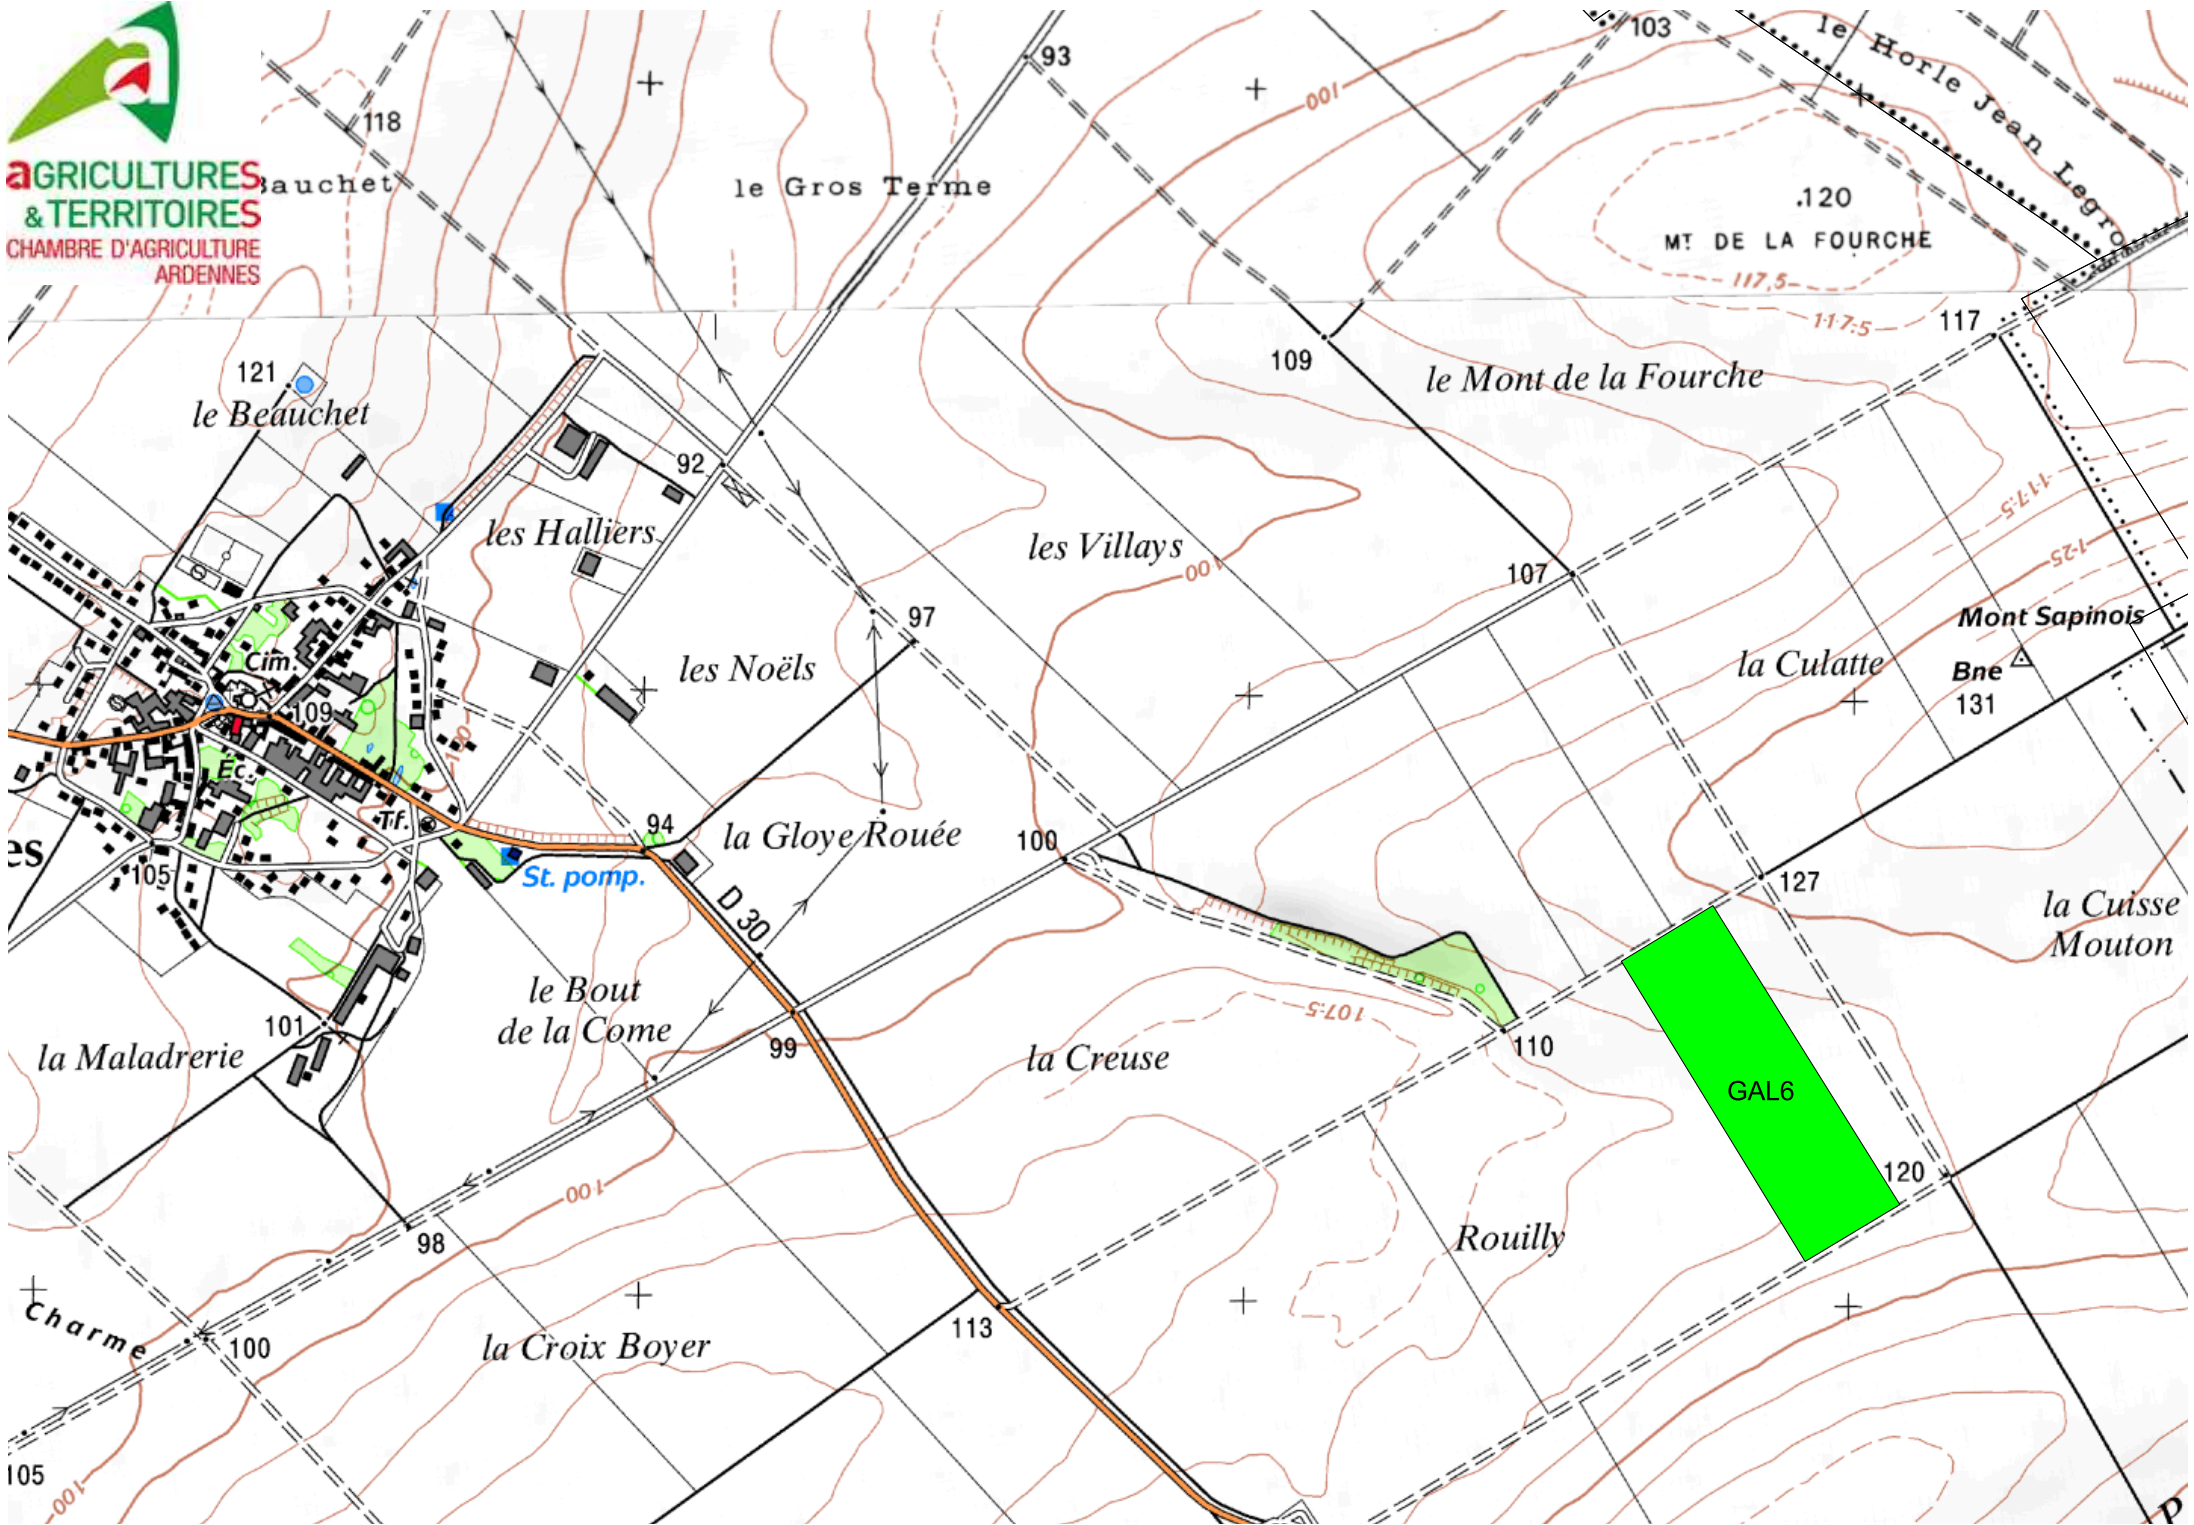 aGRICULTURES
& TERRITOIRES
CHAMBRE D'AGRICULTURE
ARDENNES
93
103
le Horle Jean Legro
118
100
Bauchet
le Gros Terme
.120
MT DE LA FOURCHE
117,5
117.5
117
121
109
le Beauchet
le Mont de la Fourche
92
117.5
les Halliers
les Villays
100
107
125
97
Mont Sapinois
Cim.
les Noëls
la Culatte
Bne
131
109
100
Ec.
Tf.
94
la Gloye Rouée
100
es
105
St. pomp.
D 30
127
la Cuisse
Mouton
le Bout
de la Come
107.5
101
99
110
la Maladrerie
la Creuse
GAL6
120
100
98
Rouilly
Charme
113
100
la Croix Boyer
105
100
P